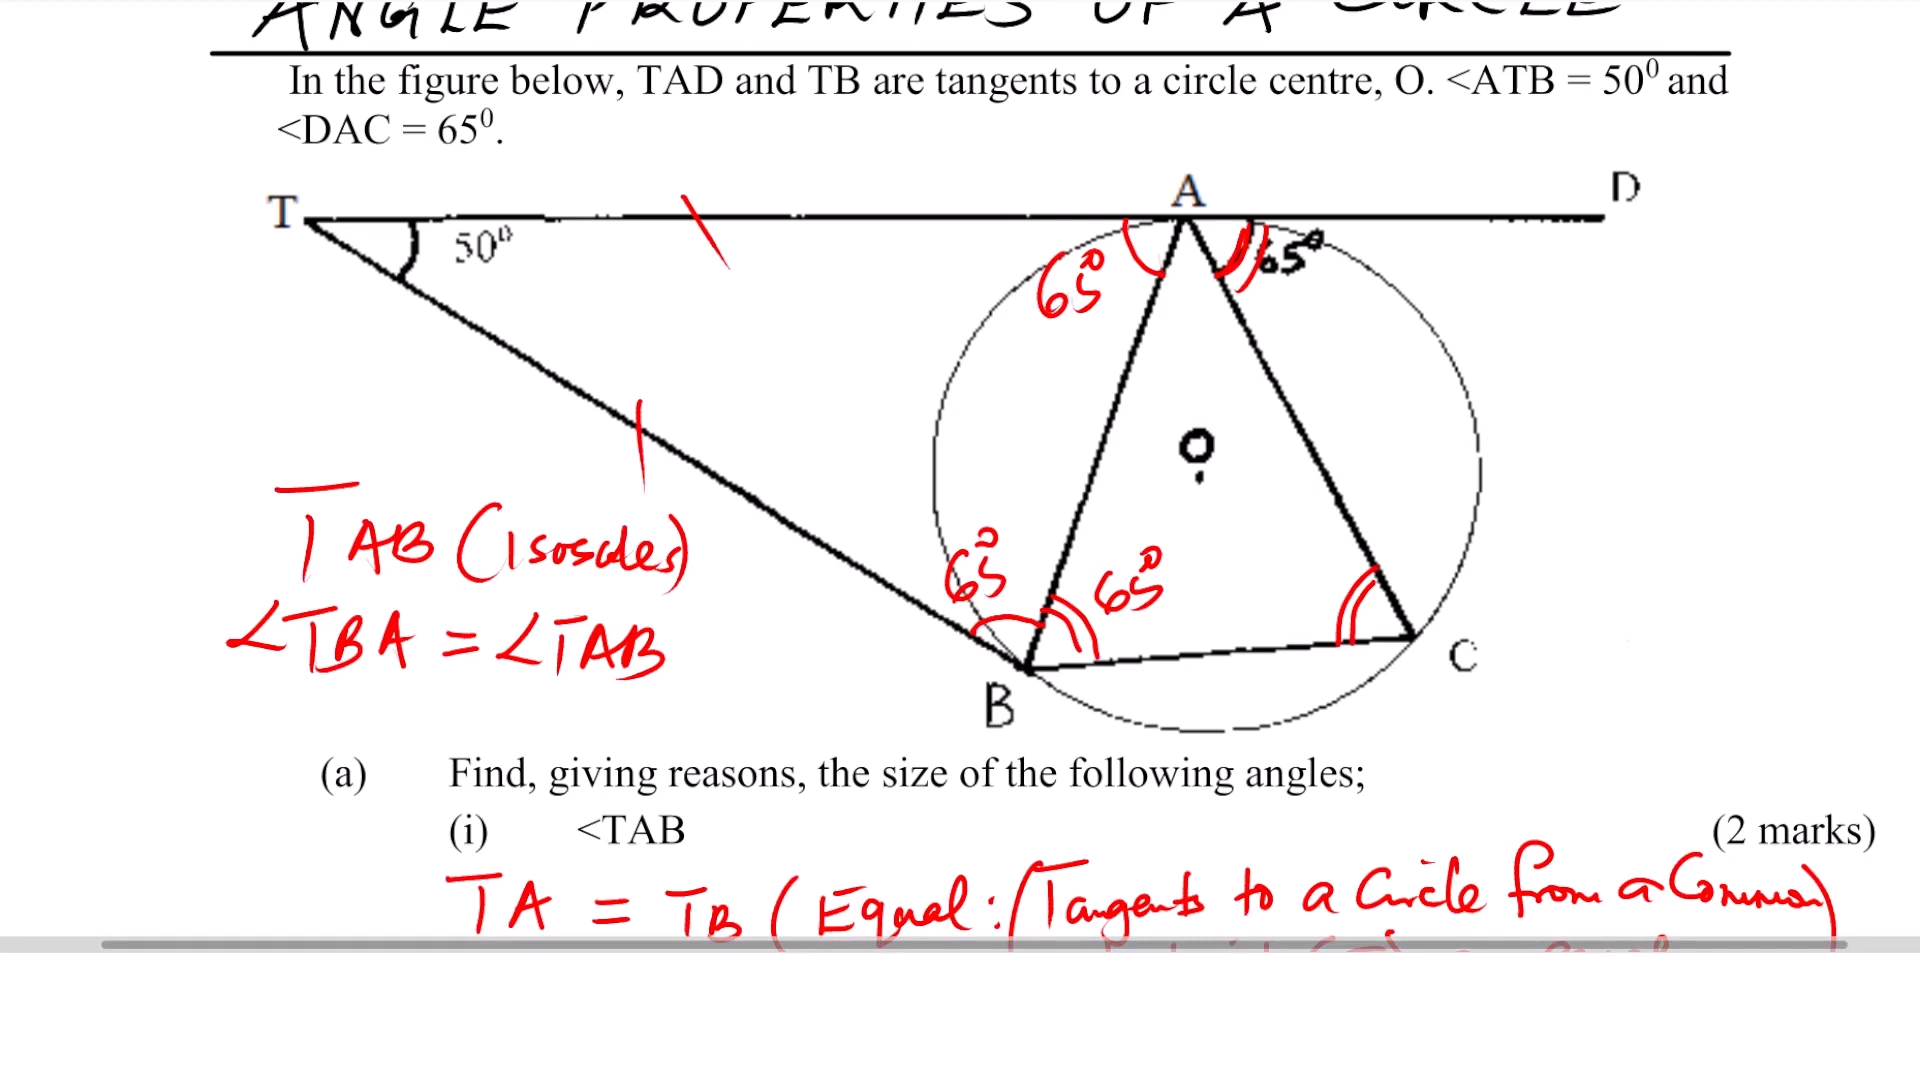 ANGLE PROPERTIES OF A CIRCLE
In the figure below, TAD and TB are tangents to a circle centre, O. <ATB = 50⁰ and
<DAC = 65⁰.
T
A
D
50⁰
65⁰
65⁰
O
65⁰
65⁰
TAB (Isosceles)
∠TBA = ∠TAB
B
C
(a) Find, giving reasons, the size of the following angles;
(i) <TAB (2 marks)
TA = TB (Equal: (Tangents to a Circle from a Common)